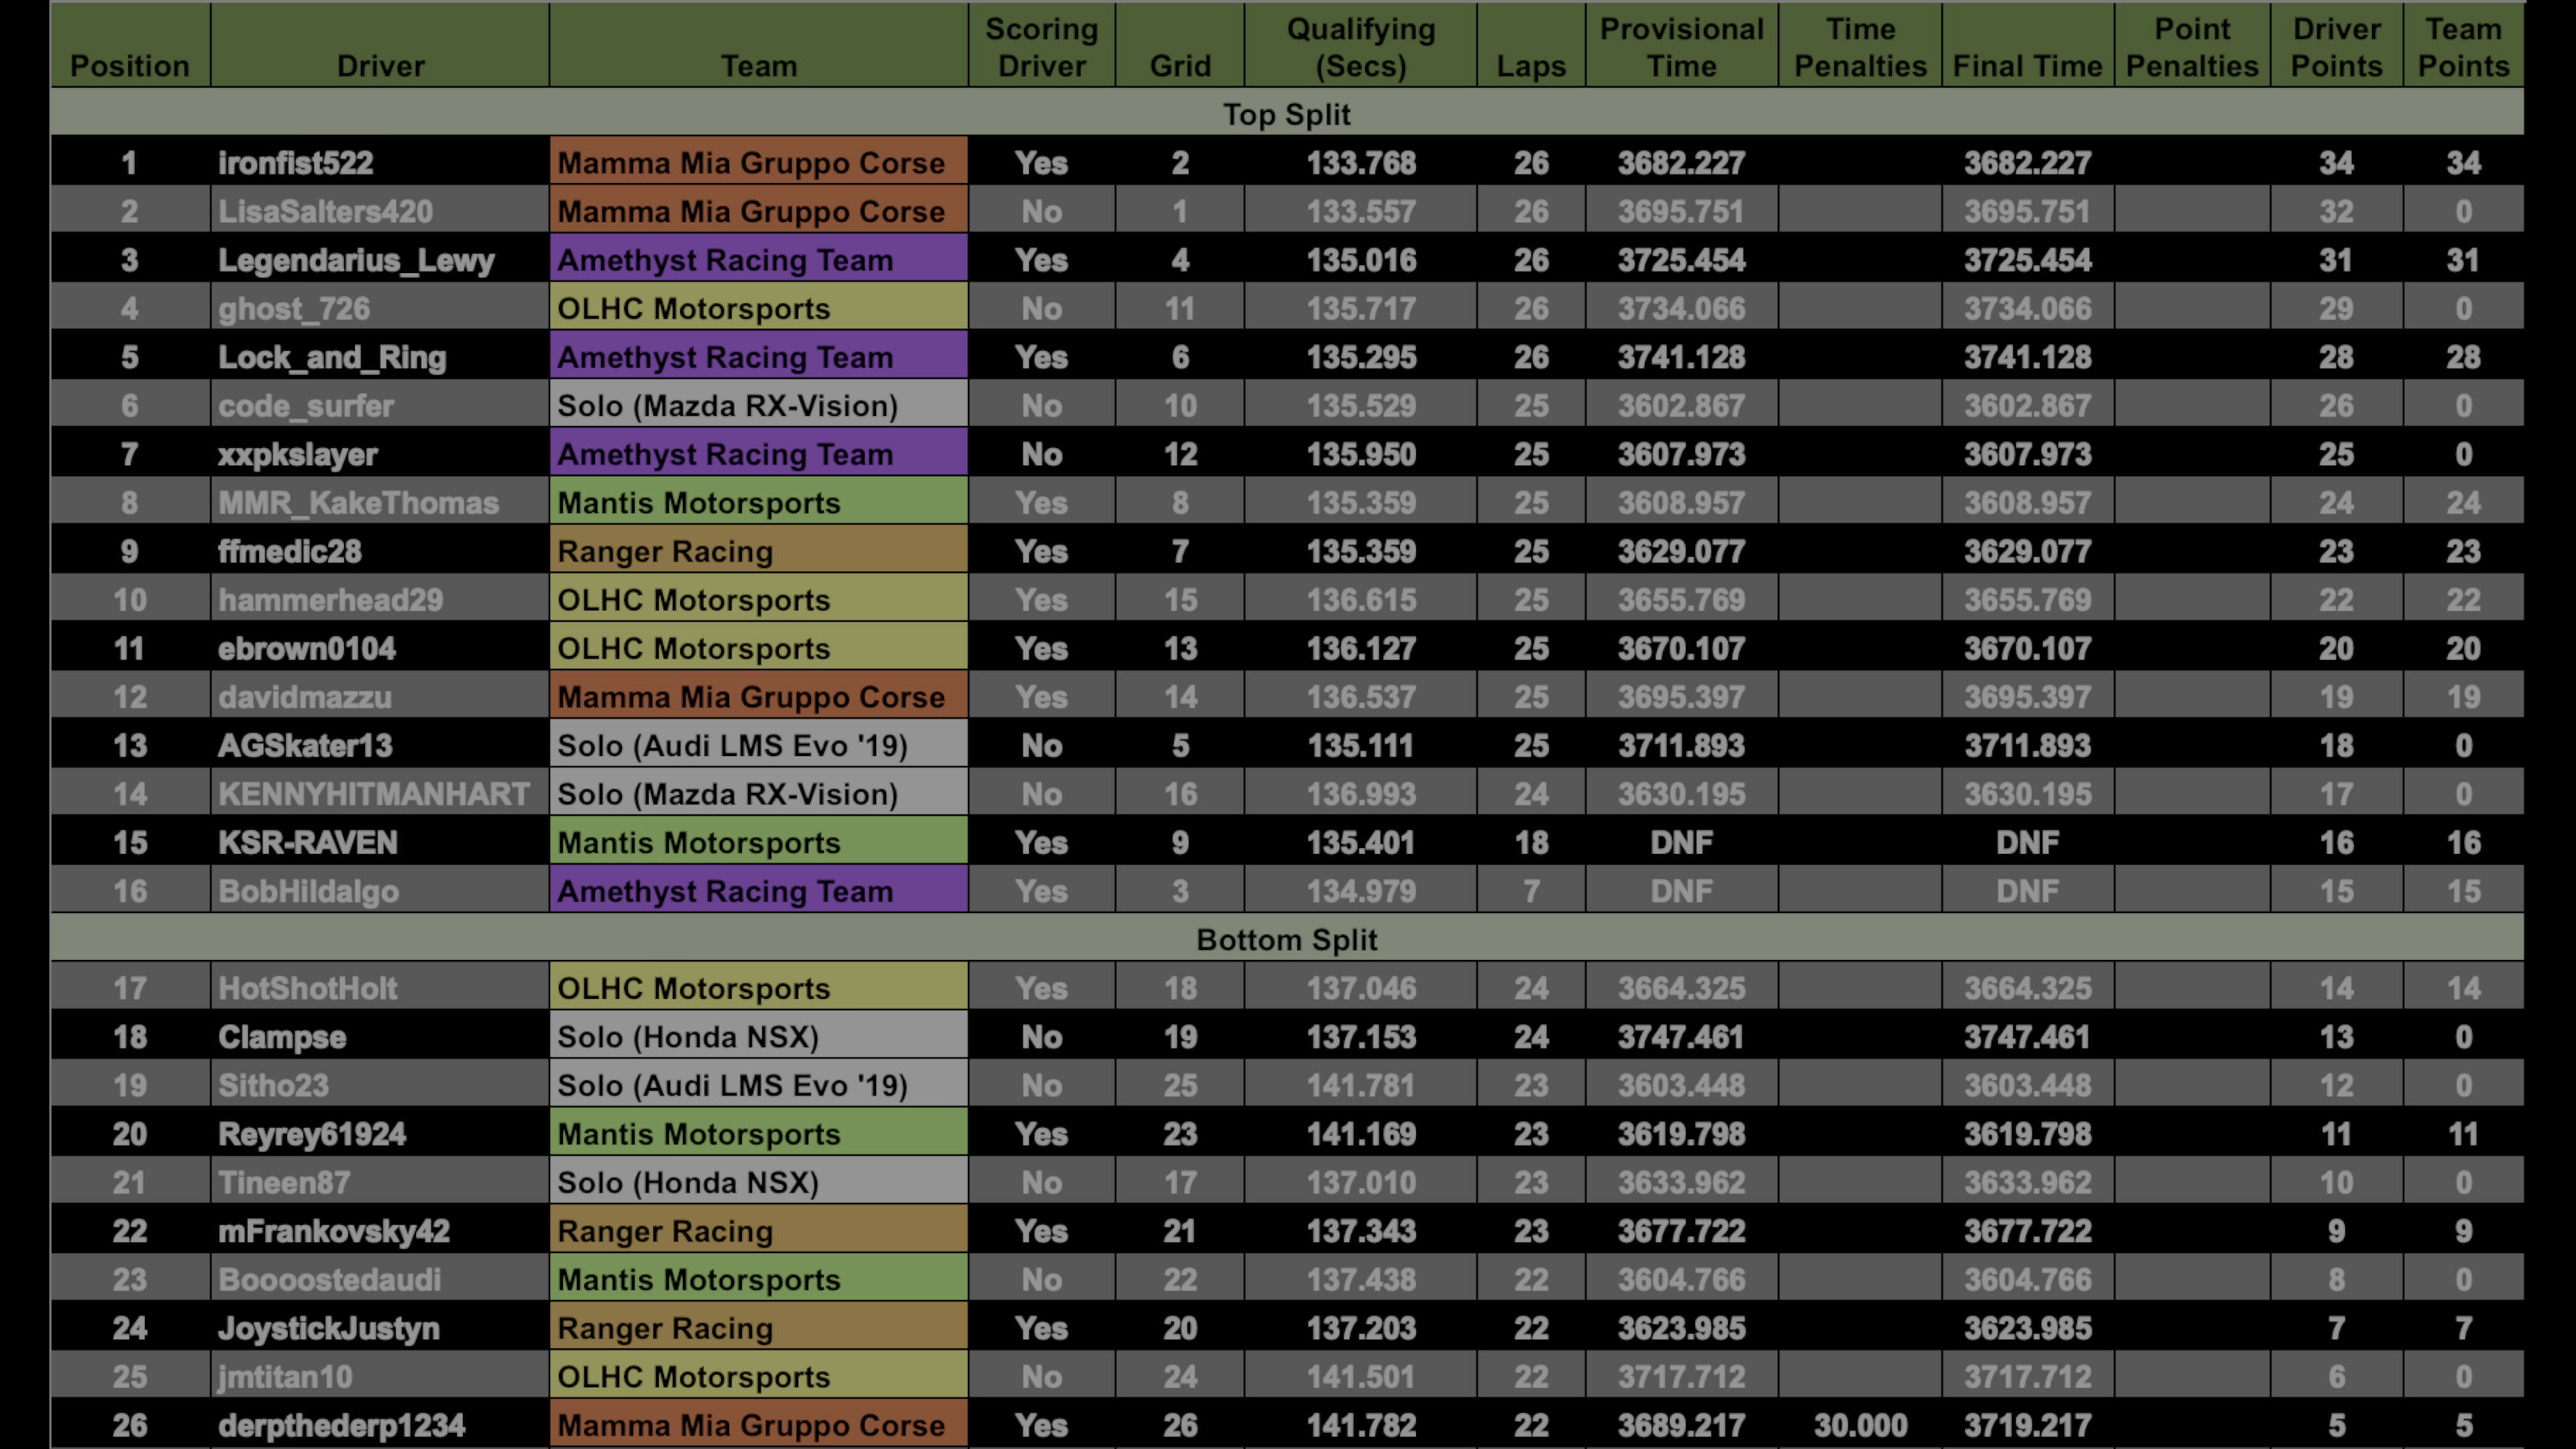 Position Driver Team Scoring Driver Grid Qualifying (Secs) Laps Provisional Time Time Penalties Final Time Point Penalties Driver Points Team Points
Top Split
1 ironfist522 Mamma Mia Gruppo Corse Yes 2 133.768 26 3682.227 3682.227 34 34
2 LisaSalters420 Mamma Mia Gruppo Corse No 1 133.557 26 3695.751 3695.751 32 0
3 Legendarius_Lewy Amethyst Racing Team Yes 4 135.016 26 3725.454 3725.454 31 31
4 ghost_726 OLHC Motorsports No 11 135.717 26 3734.066 3734.066 29 0
5 Lock_and_Ring Amethyst Racing Team Yes 6 135.295 26 3741.128 3741.128 28 28
6 code_surfer Solo (Mazda RX-Vision) No 10 135.529 25 3602.867 3602.867 26 0
7 xxpkslayer Amethyst Racing Team No 12 135.950 25 3607.973 3607.973 25 0
8 MMR_KakeThomas Mantis Motorsports Yes 8 135.359 25 3608.957 3608.957 24 24
9 ffmedic28 Ranger Racing Yes 7 135.359 25 3629.077 3629.077 23 23
10 hammerhead29 OLHC Motorsports Yes 15 136.615 25 3655.769 3655.769 22 22
11 ebrown0104 OLHC Motorsports Yes 13 136.127 25 3670.107 3670.107 20 20
12 davidmazzu Mamma Mia Gruppo Corse Yes 14 136.537 25 3695.397 3695.397 19 19
13 AGSkater13 Solo (Audi LMS Evo '19) No 5 135.111 25 3711.893 3711.893 18 0
14 KENNYHITMANHART Solo (Mazda RX-Vision) No 16 136.993 24 3630.195 3630.195 17 0
15 KSR-RAVEN Mantis Motorsports Yes 9 135.401 18 DNF DNF 16 16
16 BobHildalgo Amethyst Racing Team Yes 3 134.979 7 DNF DNF 15 15
Bottom Split
17 HotShotHolt OLHC Motorsports Yes 18 137.046 24 3664.325 3664.325 14 14
18 Clampse Solo (Honda NSX) No 19 137.153 24 3747.461 3747.461 13 0
19 Sitho23 Solo (Audi LMS Evo '19) No 25 141.781 23 3603.448 3603.448 12 0
20 Reyrey61924 Mantis Motorsports Yes 23 141.169 23 3619.798 3619.798 11 11
21 Tineen87 Solo (Honda NSX) No 17 137.010 23 3633.962 3633.962 10 0
22 mFrankovsky42 Ranger Racing Yes 21 137.343 23 3677.722 3677.722 9 9
23 Boooostedaudi Mantis Motorsports No 22 137.438 22 3604.766 3604.766 8 0
24 JoystickJustyn Ranger Racing Yes 20 137.203 22 3623.985 3623.985 7 7
25 jmtitan10 OLHC Motorsports No 24 141.501 22 3717.712 3717.712 6 0
26 derpthederp1234 Mamma Mia Gruppo Corse Yes 26 141.782 22 3689.217 30.000 3719.217 5 5